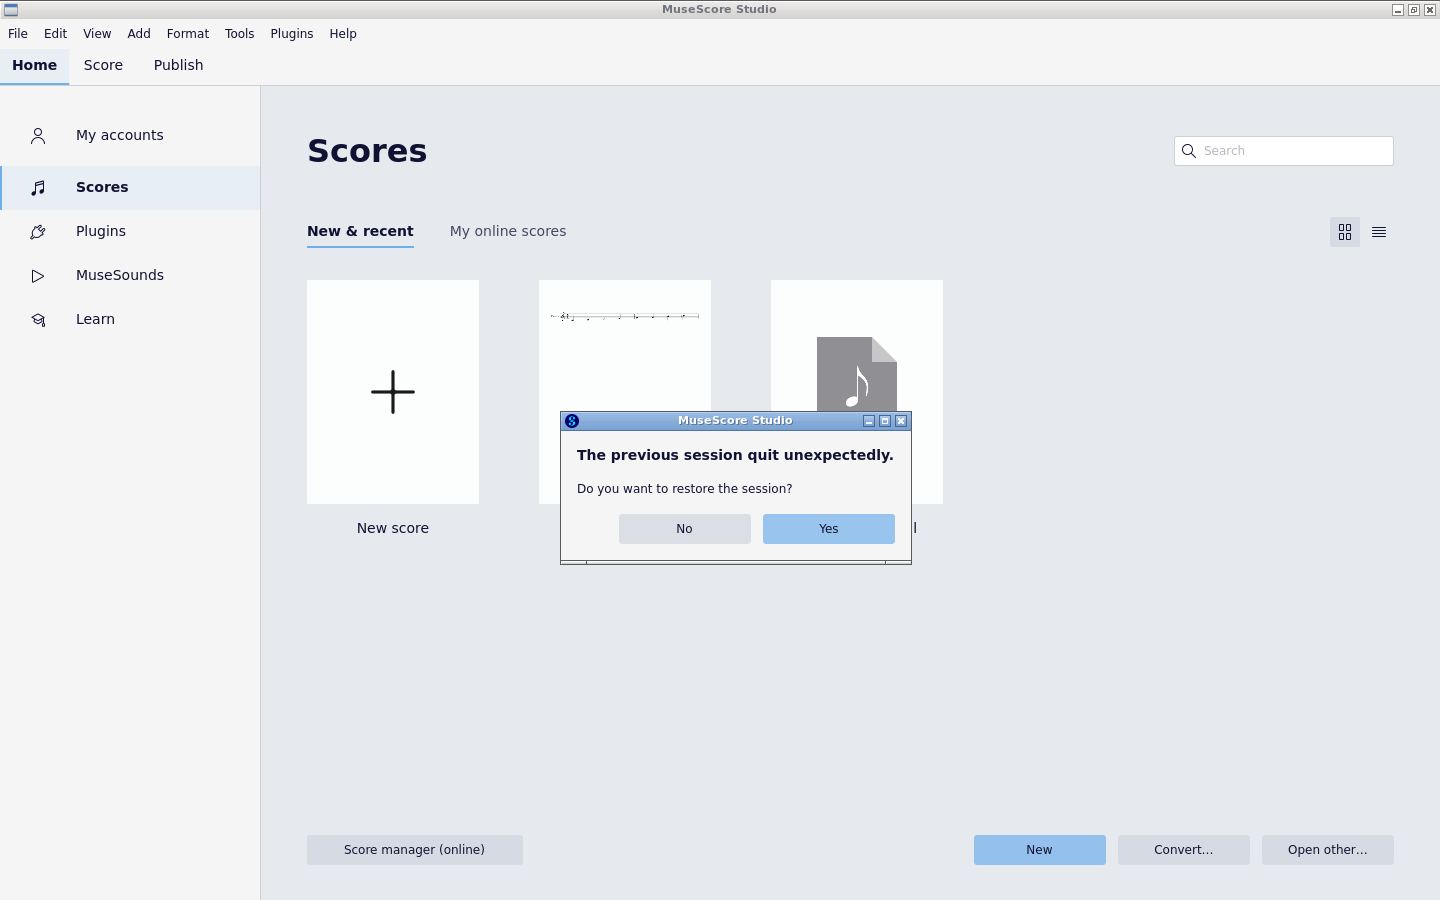 MuseScore Studio
File Edit View Add Format Tools Plugins Help
Home Score Publish
My accounts
Scores
Plugins
MuseSounds
Learn
Scores
Search
New & recent My online scores
New score
MuseScore Studio
The previous session quit unexpectedly.
Do you want to restore the session?
No Yes
Score manager (online)
New Convert... Open other...